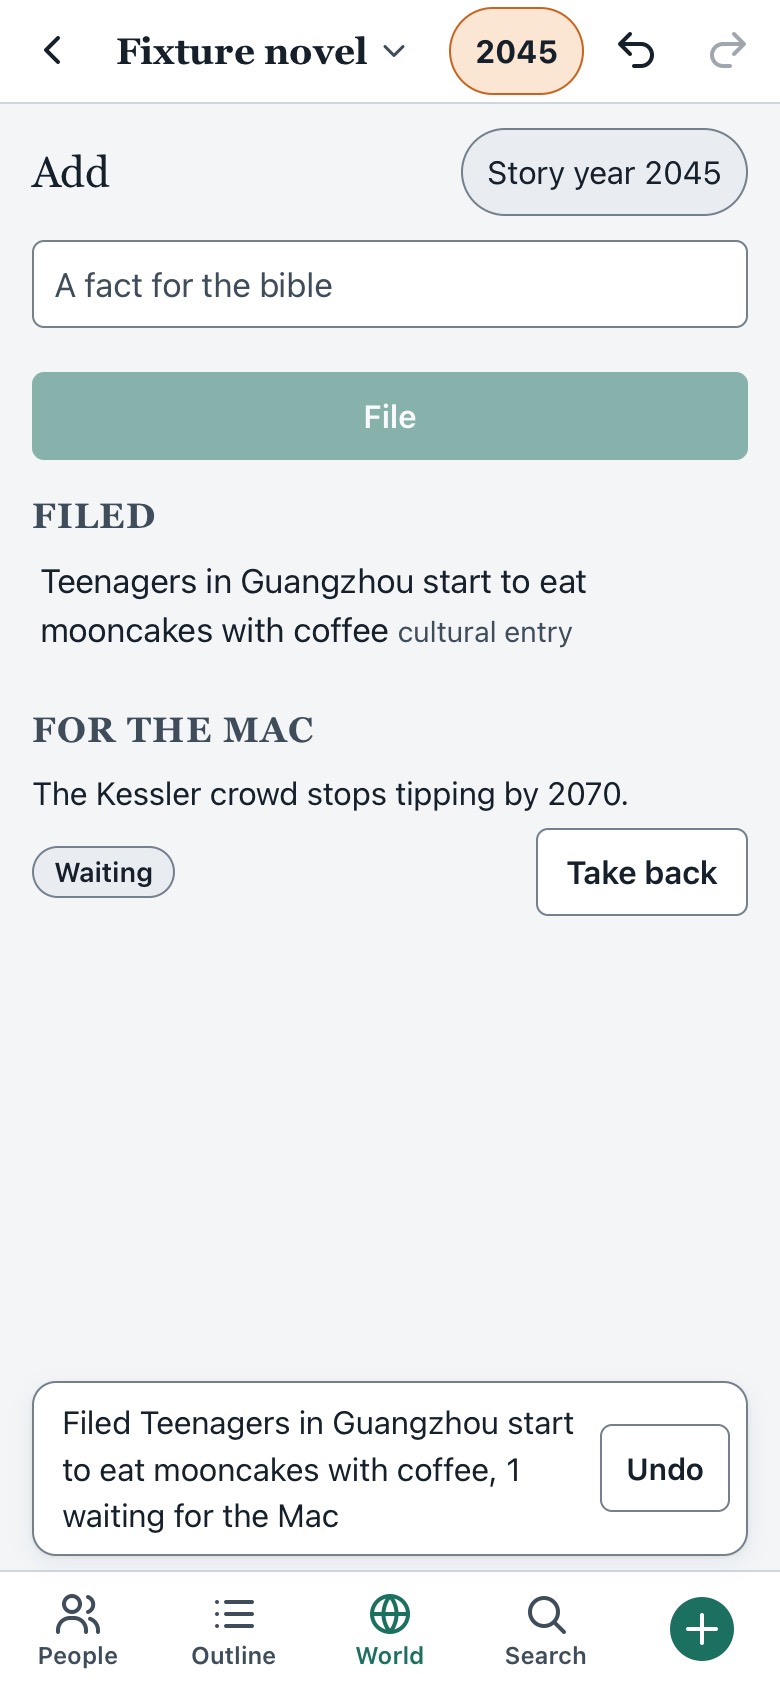 Fixture novel
2045
Add
Story year 2045
A fact for the bible
File
FILED
Teenagers in Guangzhou start to eat
mooncakes with coffee cultural entry
FOR THE MAC
The Kessler crowd stops tipping by 2070.
Waiting
Take back
Filed Teenagers in Guangzhou start
to eat mooncakes with coffee, 1
waiting for the Mac
Undo
People
Outline
World
Search